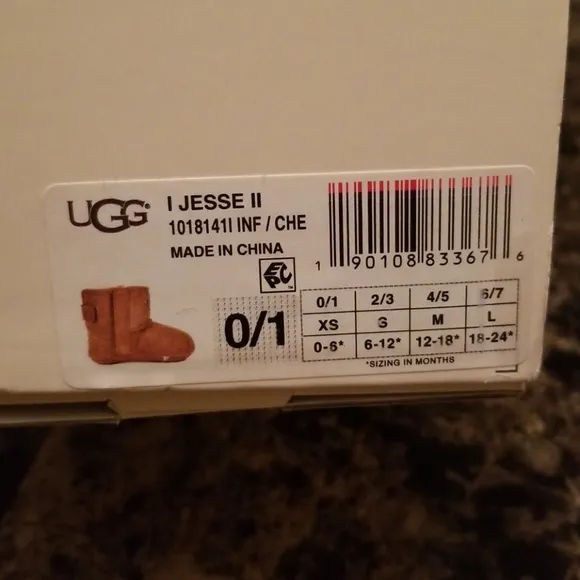 UGG®
I JESSE II
1018141I INF / CHE
MADE IN CHINA
EPC™
1 90108 83367 6
0/1
0/1 2/3 4/5 6/7
XS S M L
0-6* 6-12* 12-18* 18-24*
*SIZING IN MONTHS